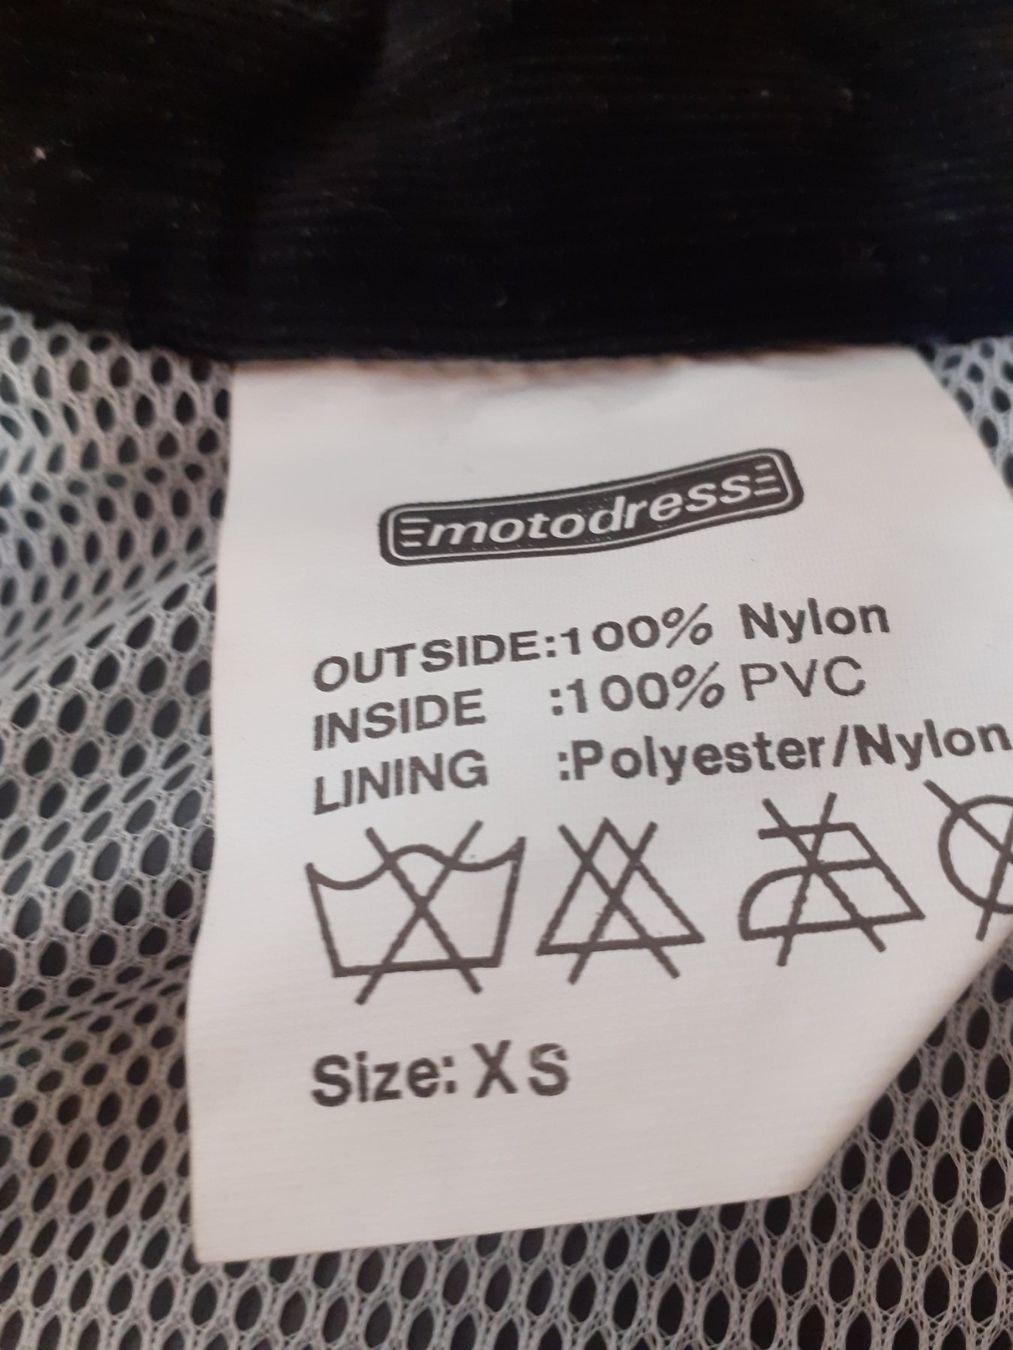 motodress
OUTSIDE:100% Nylon
INSIDE :100% PVC
LINING :Polyester/Nylon
Size: XS